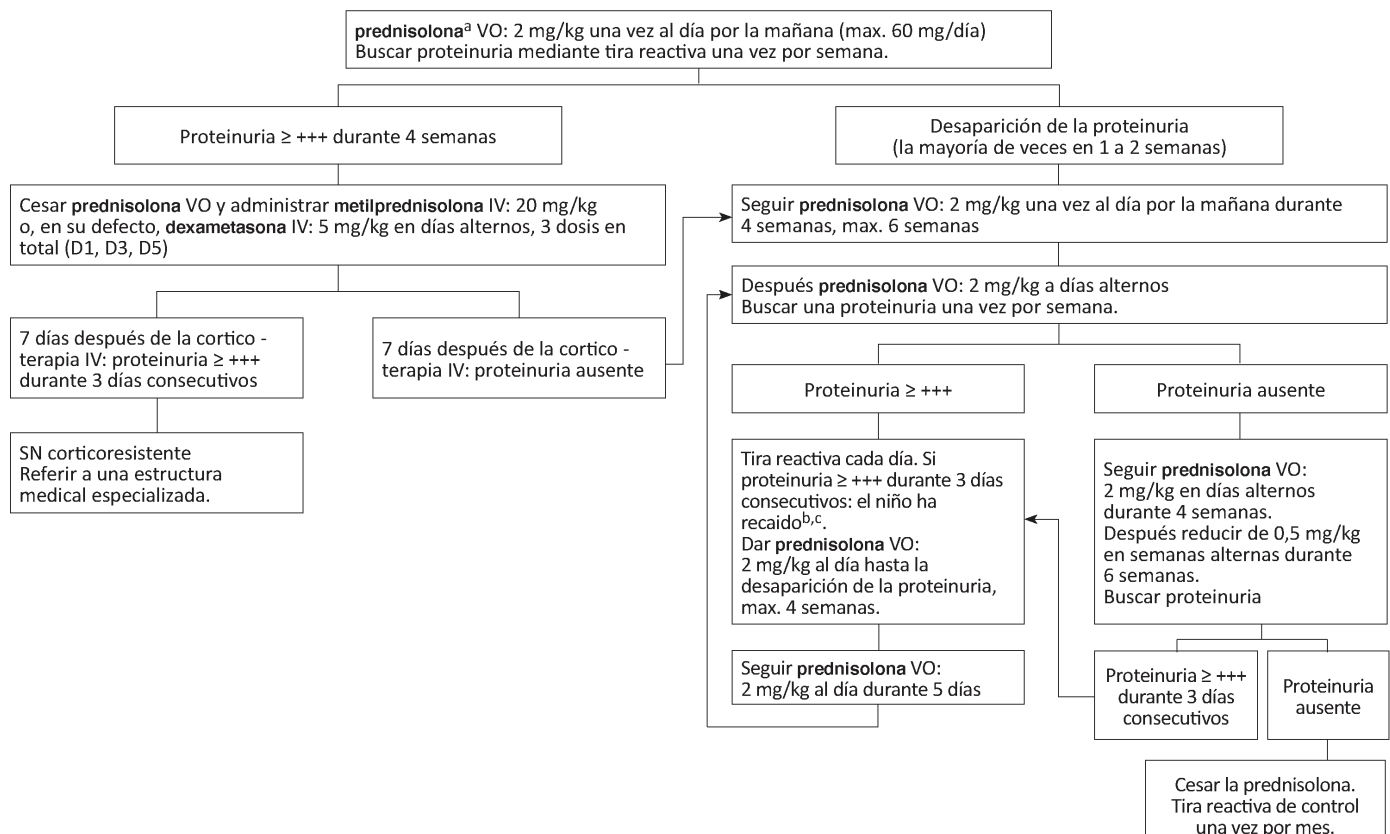 prednisolonaᵃ VO: 2 mg/kg una vez al día por la mañana (max. 60 mg/día)
Buscar proteinuria mediante tira reactiva una vez por semana.
Proteinuria ≥ +++ durante 4 semanas
Desaparición de la proteinuria
(la mayoría de veces en 1 a 2 semanas)
Cesar prednisolona VO y administrar metilprednisolona IV: 20 mg/kg
o, en su defecto, dexametasona IV: 5 mg/kg en días alternos, 3 dosis en
total (D1, D3, D5)
Seguir prednisolona VO: 2 mg/kg una vez al día por la mañana durante
4 semanas, max. 6 semanas
Después prednisolona VO: 2 mg/kg a días alternos
Buscar una proteinuria una vez por semana.
7 días después de la cortico -
terapia IV: proteinuria ≥ +++
durante 3 días consecutivos
7 días después de la cortico -
terapia IV: proteinuria ausente
SN corticoresistente
Referir a una estructura
medical especializada.
Proteinuria ≥ +++
Proteinuria ausente
Tira reactiva cada día. Si
proteinuria ≥ +++ durante 3 días
consecutivos: el niño ha
recaidoᵇ,ᶜ.
Dar prednisolona VO:
2 mg/kg al día hasta la
desaparición de la proteinuria,
max. 4 semanas.
Seguir prednisolona VO:
2 mg/kg en días alternos
durante 4 semanas.
Después reducir de 0,5 mg/kg
en semanas alternas durante
6 semanas.
Buscar proteinuria
Seguir prednisolona VO:
2 mg/kg al día durante 5 días
Proteinuria ≥ +++
durante 3 días
consecutivos
Proteinuria
ausente
Cesar la prednisolona.
Tira reactiva de control
una vez por mes.